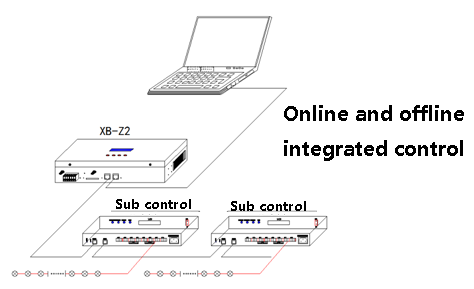 Online and offline
integrated control
XB-Z2
Sub control
Sub control